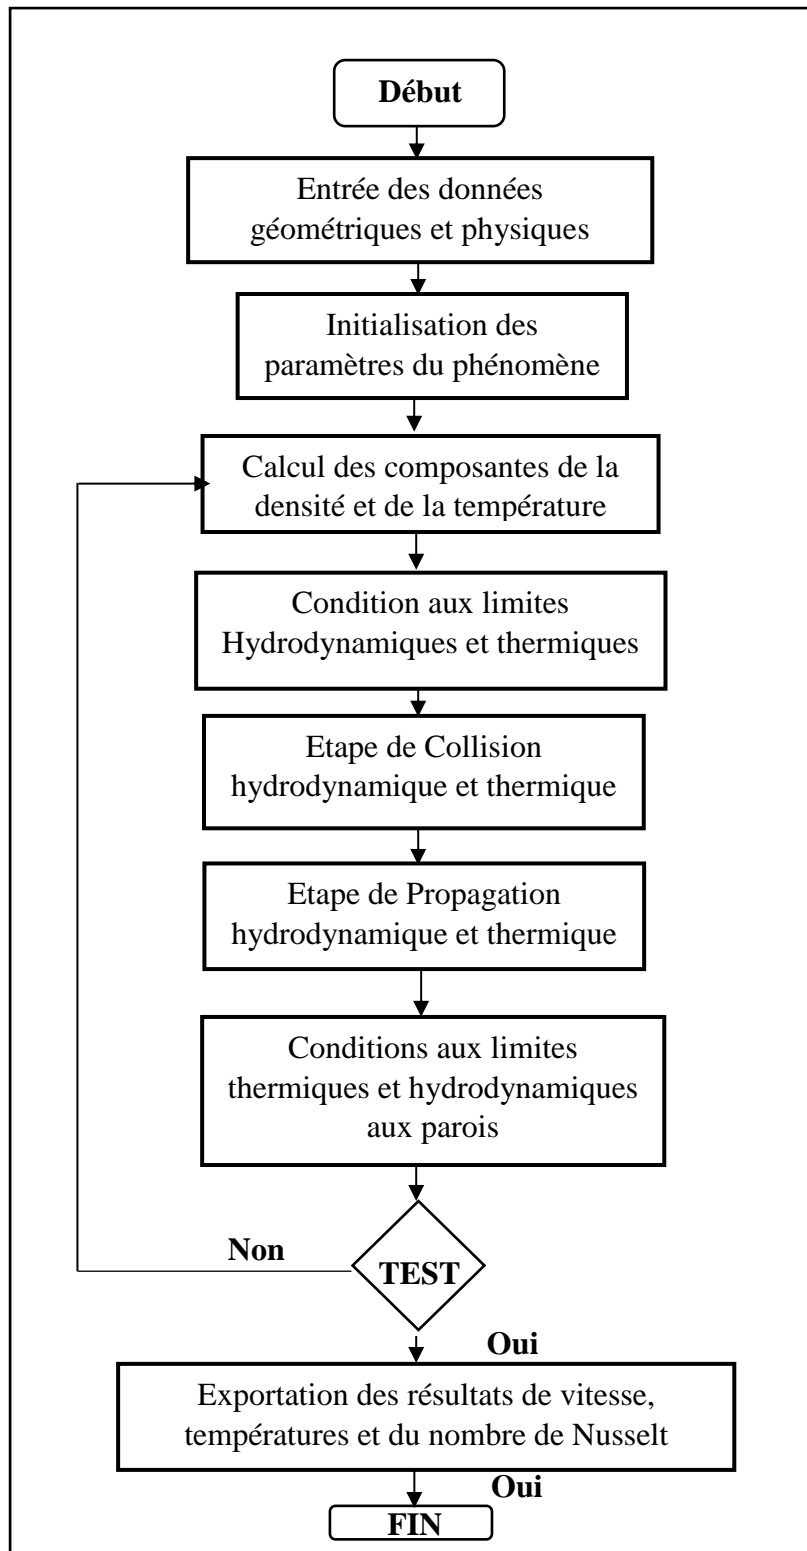 Début
Entrée des données
géométriques et physiques
Initialisation des
paramètres du phénomène
Calcul des composantes de la
densité et de la température
Condition aux limites
Hydrodynamiques et thermiques
Etape de Collision
hydrodynamique et thermique
Etape de Propagation
hydrodynamique et thermique
Conditions aux limites
thermiques et hydrodynamiques
aux parois
Non
TEST
Oui
Exportation des résultats de vitesse,
températures et du nombre de Nusselt
Oui
FIN